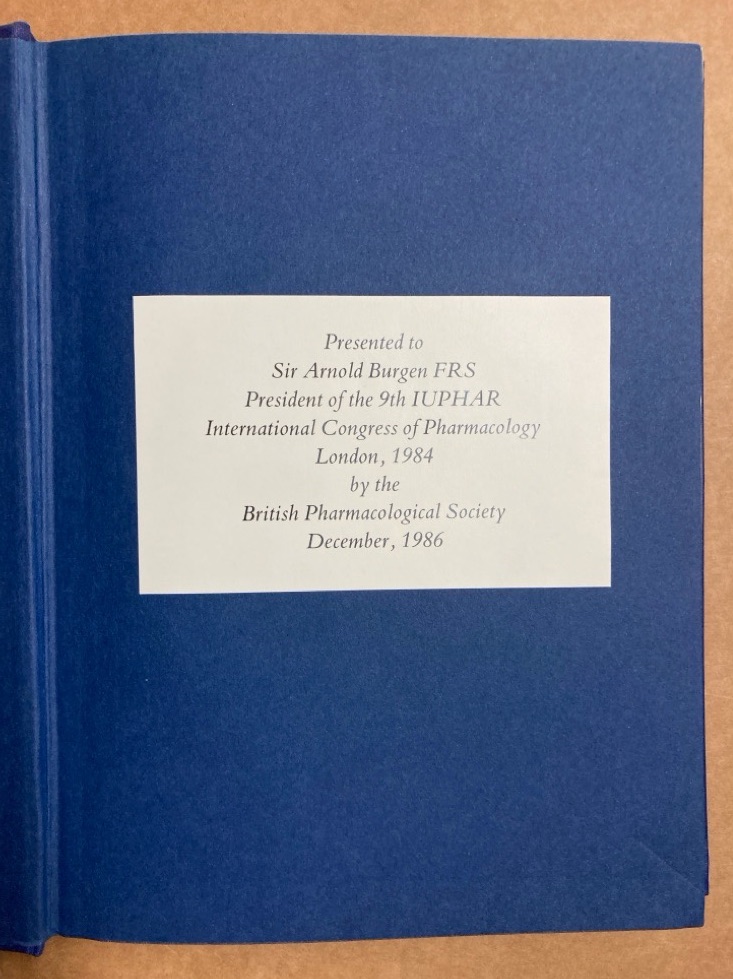 Presented to
Sir Arnold Burgen FRS
President of the 9th IUPHAR
International Congress of Pharmacology
London, 1984
by the
British Pharmacological Society
December, 1986